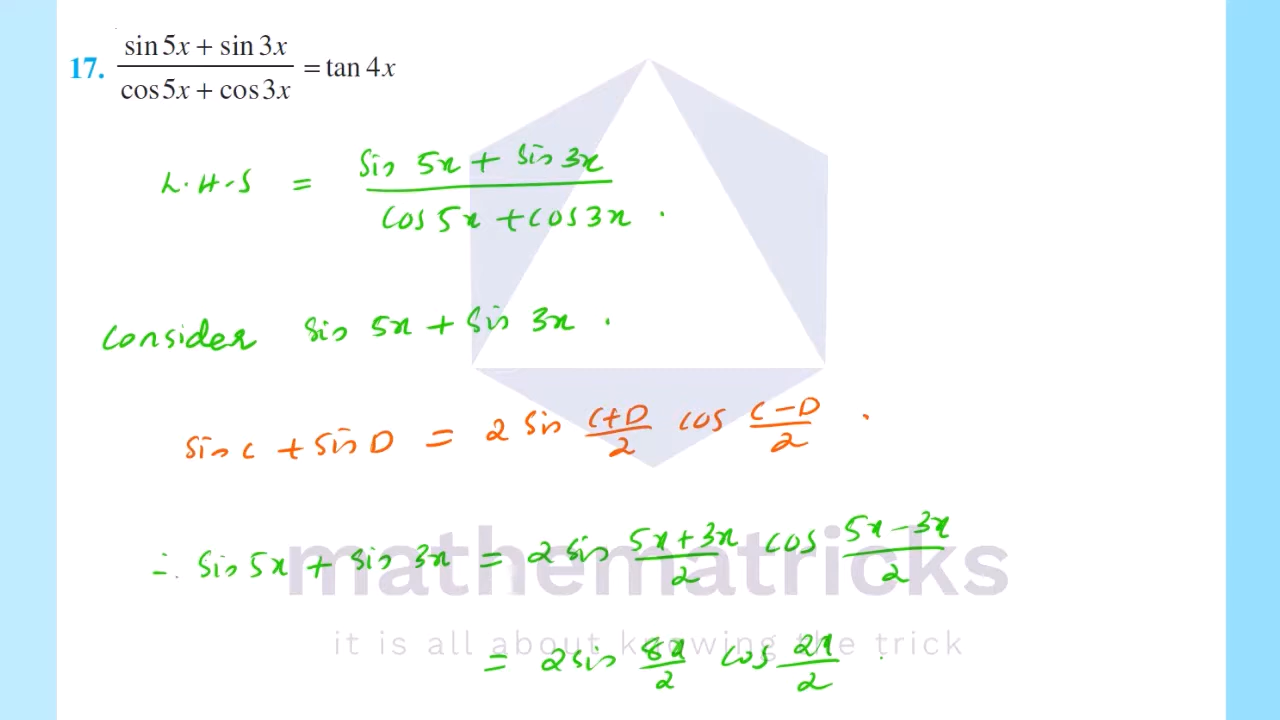 17. (sin 5x + sin 3x)/(cos 5x + cos 3x) = tan 4x
L.H.S = (sin 5x + sin 3x)/(cos 5x + cos 3x) .
Consider sin 5x + sin 3x .
sin C + sin D = 2 sin (C+D)/2 cos (C-D)/2 .
∴ sin 5x + sin 3x = 2 sin (5x+3x)/2 cos (5x-3x)/2
mathematricks
it is all about knowing the trick
= 2 sin 8x/2 cos 2x/2 .